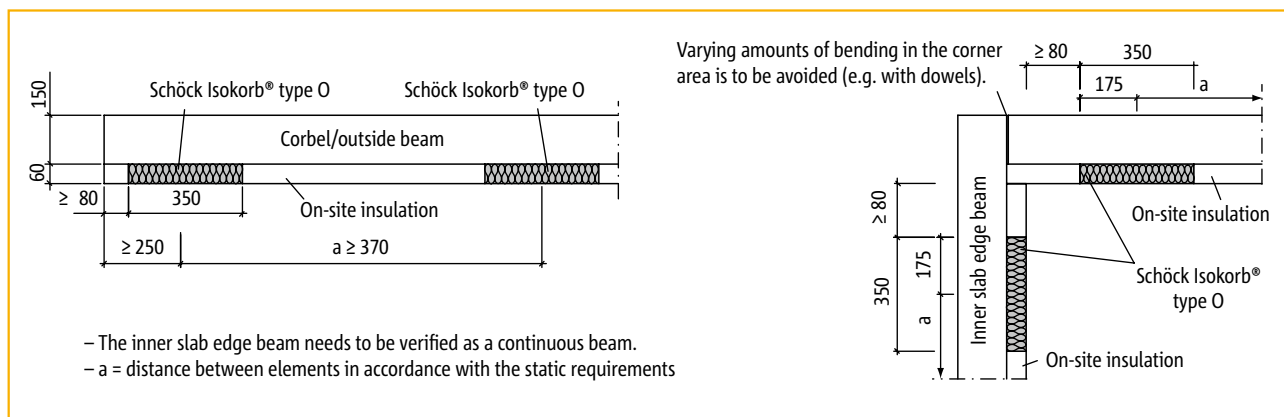 Schöck Isokorb® type O
Schöck Isokorb® type O
150
Corbel/outside beam
60
≥ 80
350
On-site insulation
≥ 250
a ≥ 370
– The inner slab edge beam needs to be verified as a continuous beam.
– a = distance between elements in accordance with the static requirements
Varying amounts of bending in the corner
area is to be avoided (e.g. with dowels).
≥ 80
350
175
a
≥ 80
On-site insulation
Inner slab edge beam
175
350
Schöck Isokorb®
type O
a
On-site insulation